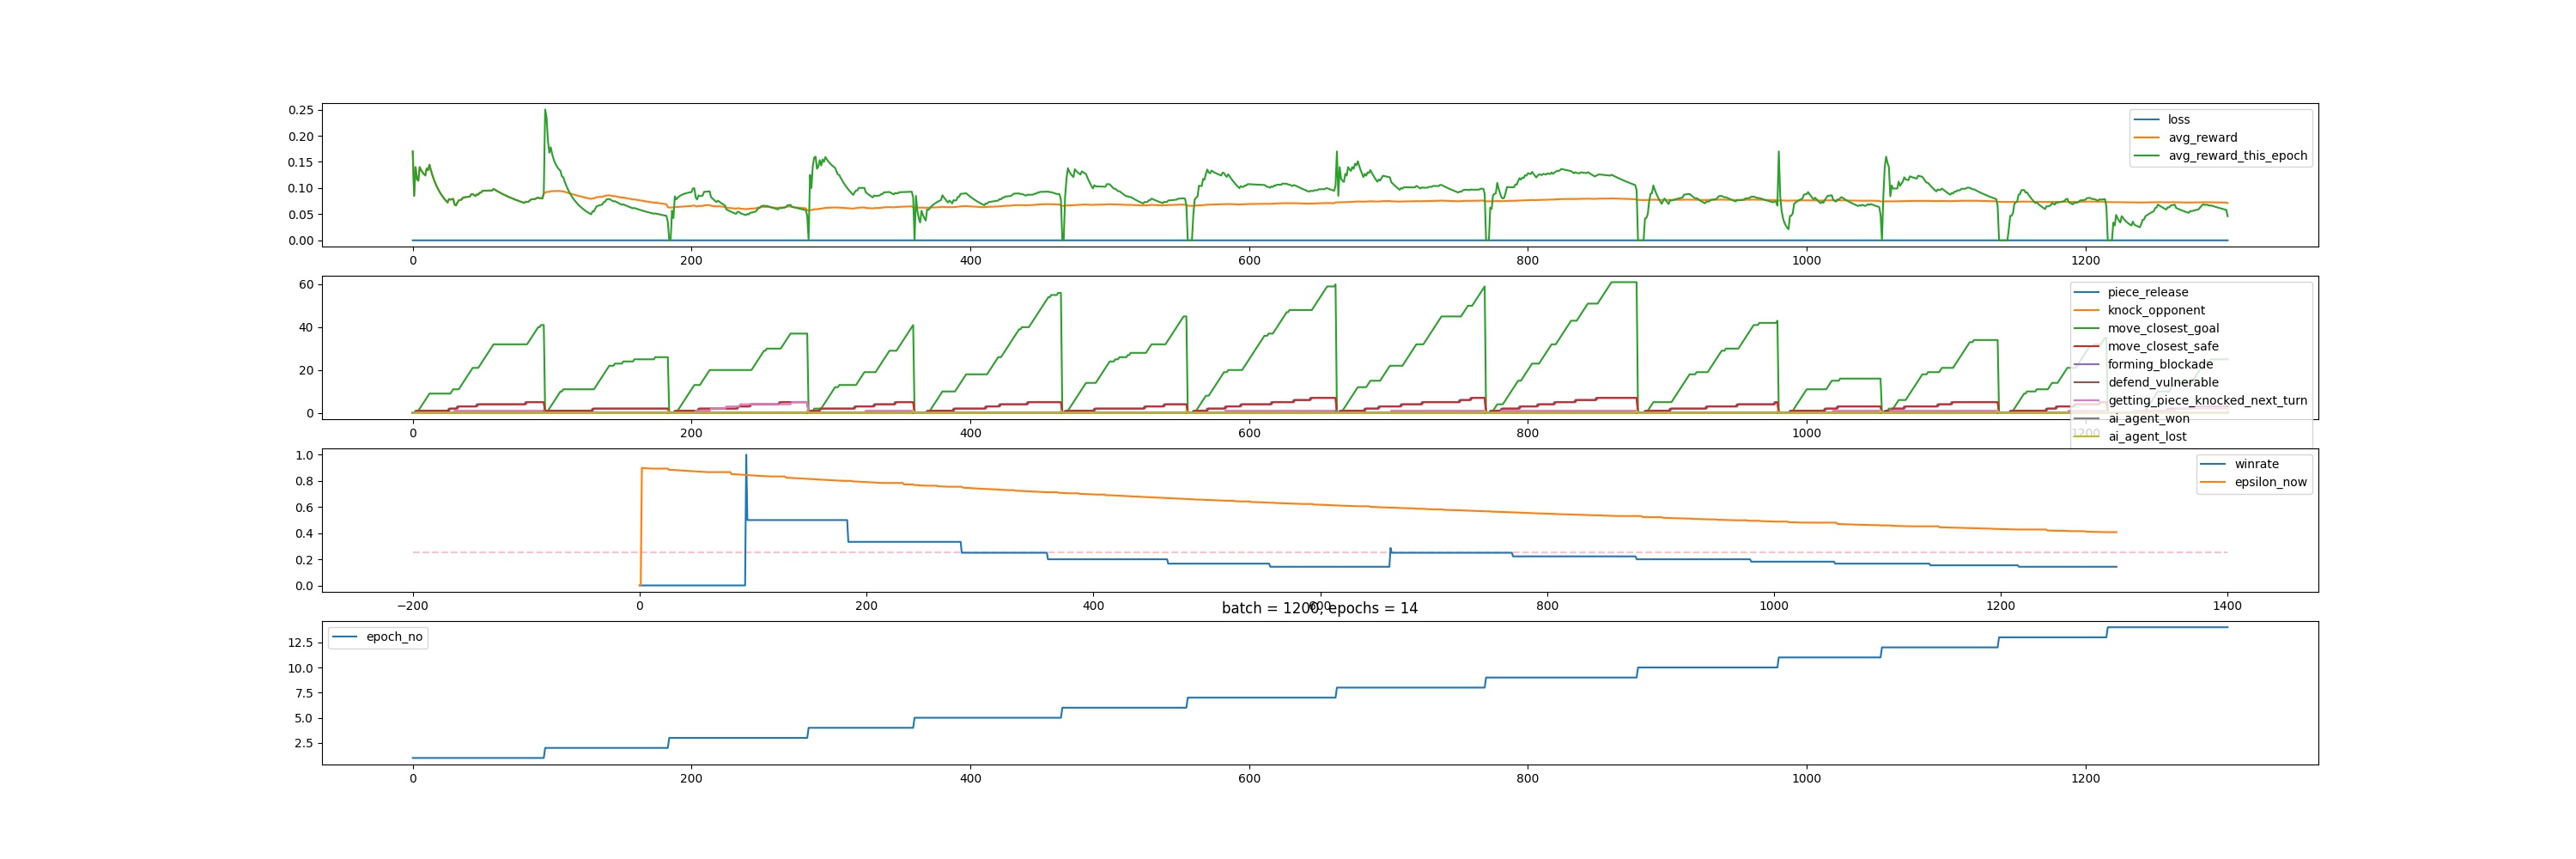 0.25
0.20
0.15
0.10
0.05
0.00
loss
avg_reward
avg_reward_this_epoch
0 200 400 600 800 1000 1200
60
40
20
0
piece_release
knock_opponent
move_closest_goal
move_closest_safe
forming_blockade
defend_vulnerable
getting_piece_knocked_next_turn
ai_agent_won
ai_agent_lost
0 200 400 600 800 1000 1200
1.0
0.8
0.6
0.4
0.2
0.0
winrate
epsilon_now
−200 0 200 400 600 800 1000 1200 1400
batch = 1200, epochs = 14
12.5
10.0
7.5
5.0
2.5
epoch_no
0 200 400 600 800 1000 1200